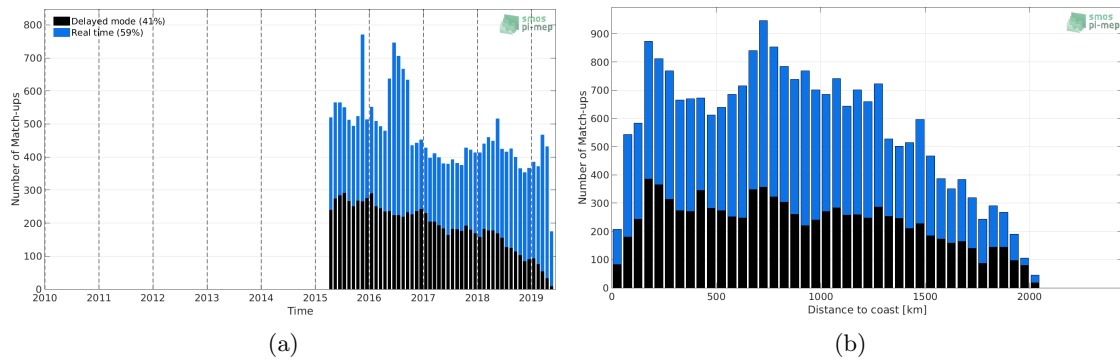 Delayed mode (41%)
Real time (59%)
smos
pi-mep
Number of Match-ups
800
700
600
500
400
300
200
100
0
2010 2011 2012 2013 2014 2015 2016 2017 2018 2019
Time
(a)
smos
pi-mep
Number of Match-ups
900
800
700
600
500
400
300
200
100
0
0 500 1000 1500 2000
Distance to coast [km]
(b)